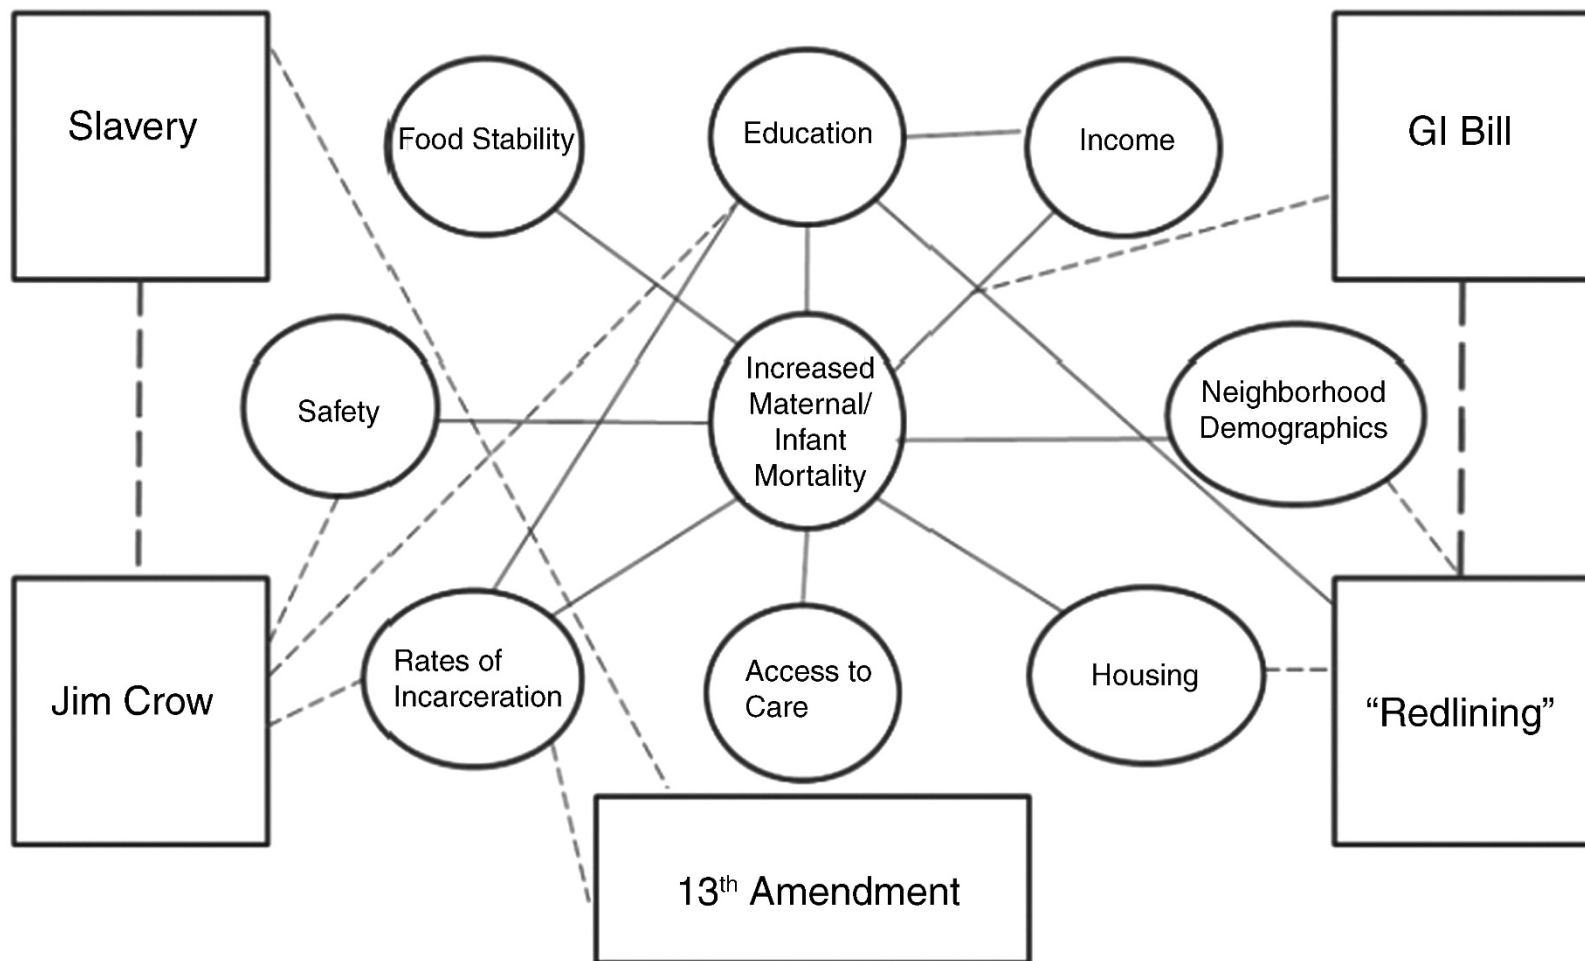 Slavery
Food Stability
Education
Income
GI Bill
Safety
Increased
Maternal/
Infant
Mortality
Neighborhood
Demographics
Jim Crow
Rates of
Incarceration
Access to
Care
Housing
“Redlining”
13th Amendment